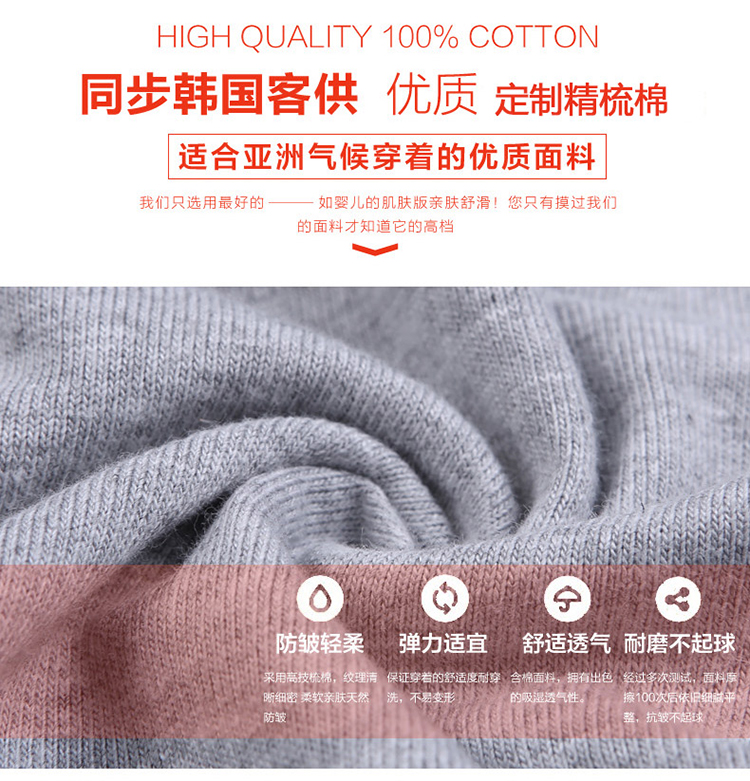 HIGH QUALITY 100% COTTON
同步韩国客供 优质 定制精梳棉
适合亚洲气候穿着的优质面料
我们只选用最好的——如婴儿的肌肤版亲肤舒滑！您只有摸过我们
的面料才知道它的高档
防皱轻柔 弹力适宜 舒适透气 耐磨不起球
采用高技梳棉，纹理清
晰细密 柔软亲肤天然
防皱
保证穿着的舒适度耐穿
洗，不易变形
含棉面料，拥有出色
的吸湿透气性。
经过多次测试，面料摩
擦100次后依旧细腻平
整，抗皱不起球